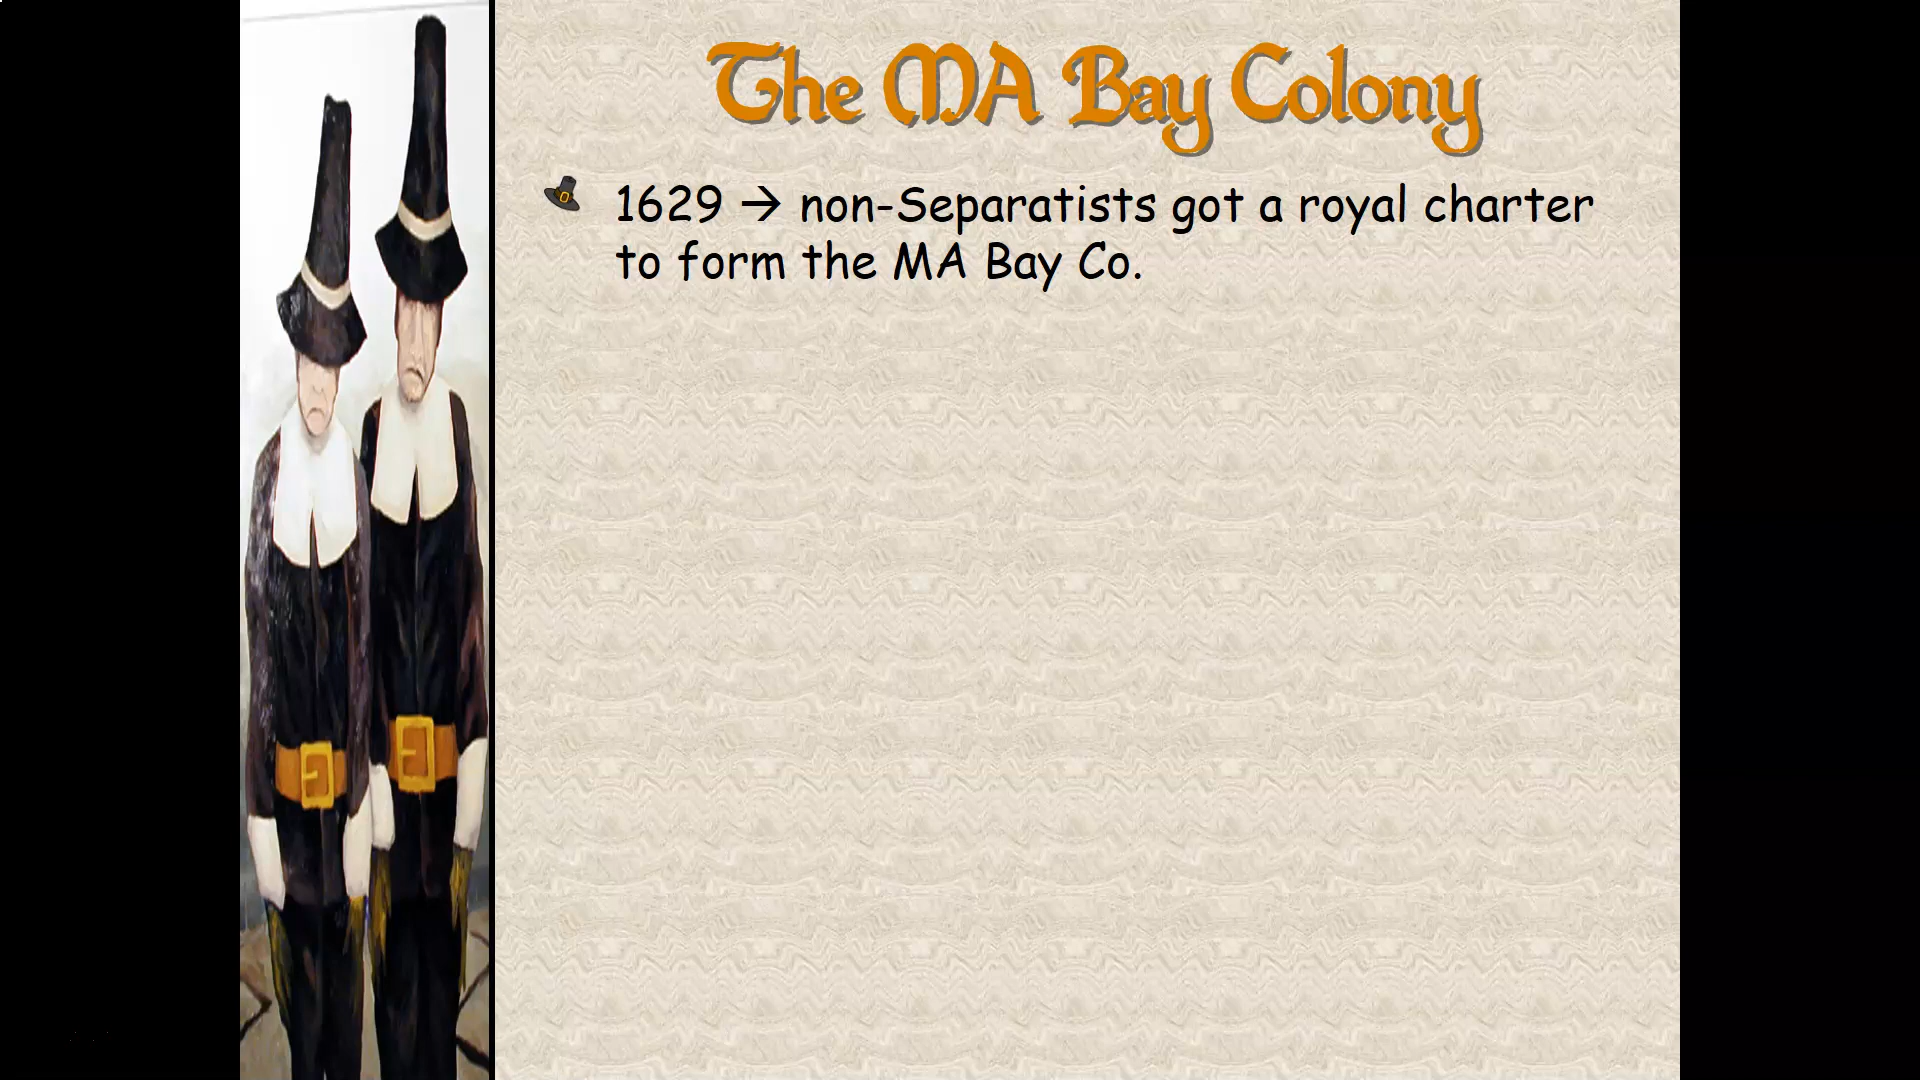 The MA Bay Colony
1629 → non-Separatists got a royal charter
to form the MA Bay Co.